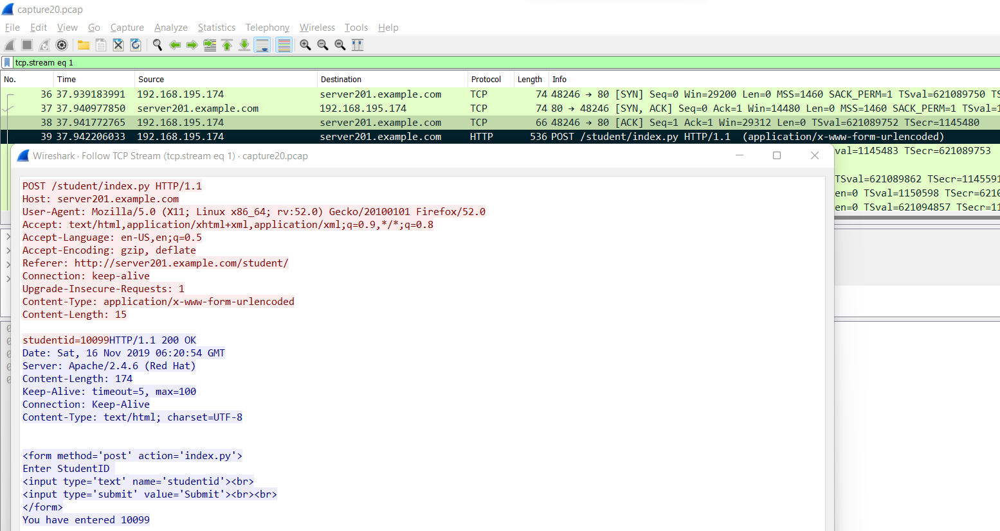 capture20.pcap
File Edit View Go Capture Analyze Statistics Telephony Wireless Tools Help
tcp.stream eq 1
No. Time Source Destination Protocol Length Info
36 37.939183991 192.168.195.174 server201.example.com TCP 74 48246 → 80 [SYN] Seq=0 Win=29200 Len=0 MSS=1460 SACK_PERM=1 TSval=621089750 TS
37 37.940977850 server201.example.com 192.168.195.174 TCP 74 80 → 48246 [SYN, ACK] Seq=0 Ack=1 Win=14480 Len=0 MSS=1460 SACK_PERM=1 TSval=1
38 37.941772765 192.168.195.174 server201.example.com TCP 66 48246 → 80 [ACK] Seq=1 Ack=1 Win=29312 Len=0 TSval=621089752 TSecr=1145480
39 37.942206033 192.168.195.174 server201.example.com HTTP 536 POST /student/index.py HTTP/1.1 (application/x-www-form-urlencoded)
val=1145483 TSecr=621089753
TSval=621089862 TSecr=1145591
en=0 TSval=1150598 TSecr=6210
en=0 TSval=621094857 TSecr=11
Wireshark · Follow TCP Stream (tcp.stream eq 1) · capture20.pcap
POST /student/index.py HTTP/1.1
Host: server201.example.com
User-Agent: Mozilla/5.0 (X11; Linux x86_64; rv:52.0) Gecko/20100101 Firefox/52.0
Accept: text/html,application/xhtml+xml,application/xml;q=0.9,*/*;q=0.8
Accept-Language: en-US,en;q=0.5
Accept-Encoding: gzip, deflate
Referer: http://server201.example.com/student/
Connection: keep-alive
Upgrade-Insecure-Requests: 1
Content-Type: application/x-www-form-urlencoded
Content-Length: 15
studentid=10099HTTP/1.1 200 OK
Date: Sat, 16 Nov 2019 06:20:54 GMT
Server: Apache/2.4.6 (Red Hat)
Content-Length: 174
Keep-Alive: timeout=5, max=100
Connection: Keep-Alive
Content-Type: text/html; charset=UTF-8
<form method='post' action='index.py'>
Enter StudentID
<input type='text' name='studentid'><br>
<input type='submit' value='Submit'><br><br>
</form>
You have entered 10099